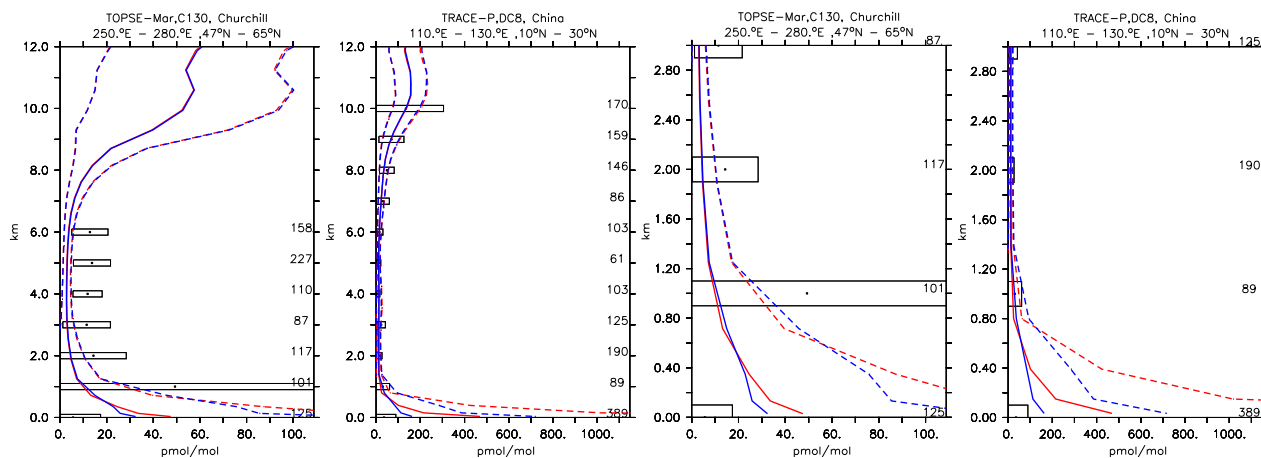 TOPSE-Mar,C130, Churchill
250.°E - 280.°E ,47°N - 65°N
12.0
10.0
8.0
6.0
4.0
2.0
0.0
km
158
227
110
87
117
101
125
0. 20. 40. 60. 80. 100.
pmol/mol
TRACE-P,DC8, China
110.°E - 130.°E ,10°N - 30°N
12.0
10.0
8.0
6.0
4.0
2.0
0.0
km
170
159
146
86
103
61
103
125
190
89
389
0. 200. 400. 600. 800. 1000.
pmol/mol
TOPSE-Mar,C130, Churchill
250.°E - 280.°E ,47°N - 65°N
2.80
2.40
2.00
1.60
1.20
0.80
0.40
0.00
km
87
117
101
125
0. 20. 40. 60. 80. 100.
pmol/mol
TRACE-P,DC8, China
110.°E - 130.°E ,10°N - 30°N
2.80
2.40
2.00
1.60
1.20
0.80
0.40
0.00
km
125
190
89
389
0. 200. 400. 600. 800. 1000.
pmol/mol